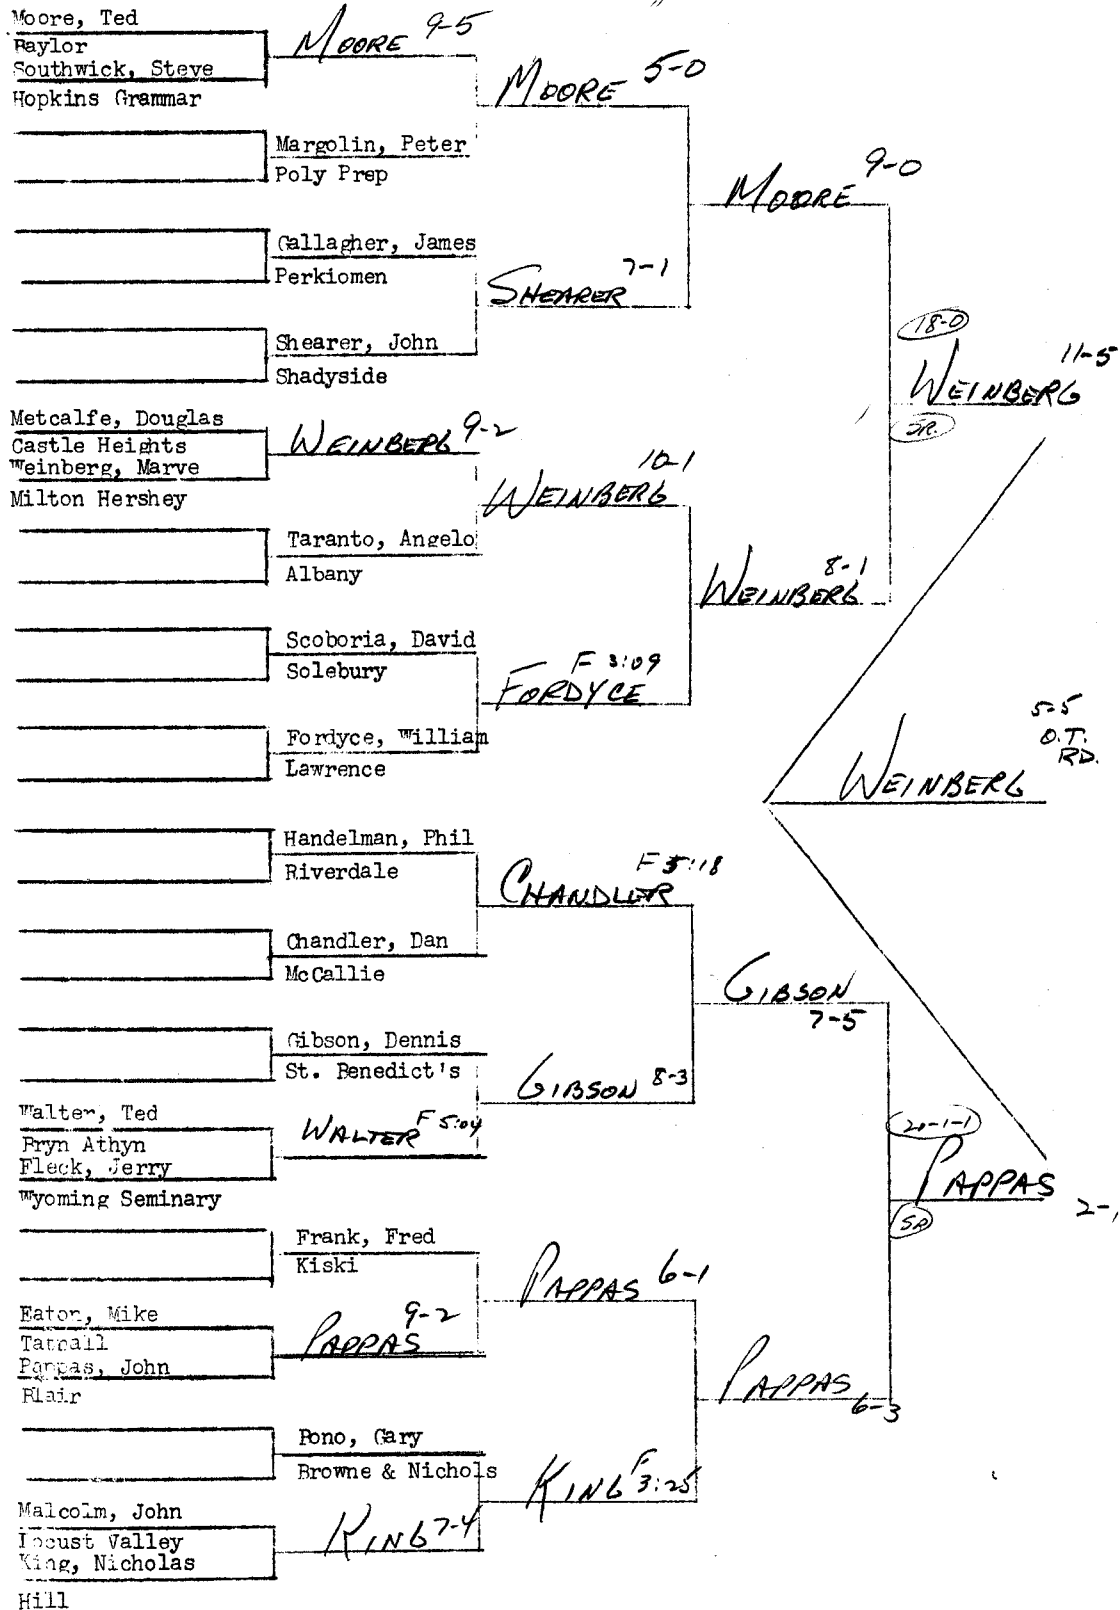 Moore, Ted
Baylor
Southwick, Steve
Hopkins Grammar
MOORE 9-5
Margolin, Peter
Poly Prep
MOORE 5-0
Gallagher, James
Perkiomen
Shearer, John
Shadyside
SHEARER 7-1
MOORE 9-0
Metcalfe, Douglas
Castle Heights
Weinberg, Marve
Milton Hershey
WEINBERG 9-2
Taranto, Angelo
Albany
WEINBERG 10-1
Scoboria, David
Solebury
Fordyce, William
Lawrence
FORDYCE F 3:09
WEINBERG 8-1
18-0
WEINBERG 11-5
SR.
WEINBERG 5-5
O.T.
RD.
Handelman, Phil
Riverdale
Chandler, Dan
McCallie
CHANDLER F 5:18
Gibson, Dennis
St. Benedict's
Walter, Ted
Bryn Athyn
Fleck, Jerry
Wyoming Seminary
WALTER F 5:04
GIBSON 8-3
GIBSON
7-5
20-1-1
PAPPAS
2-1
SR
Frank, Fred
Kiski
Eaton, Mike
Tatnall
Pappas, John
Blair
PAPPAS 9-2
PAPPAS 6-1
Pono, Gary
Browne & Nichols
Malcolm, John
Locust Valley
King, Nicholas
Hill
KING 7-4
KING F 3:25
PAPPAS
6-3